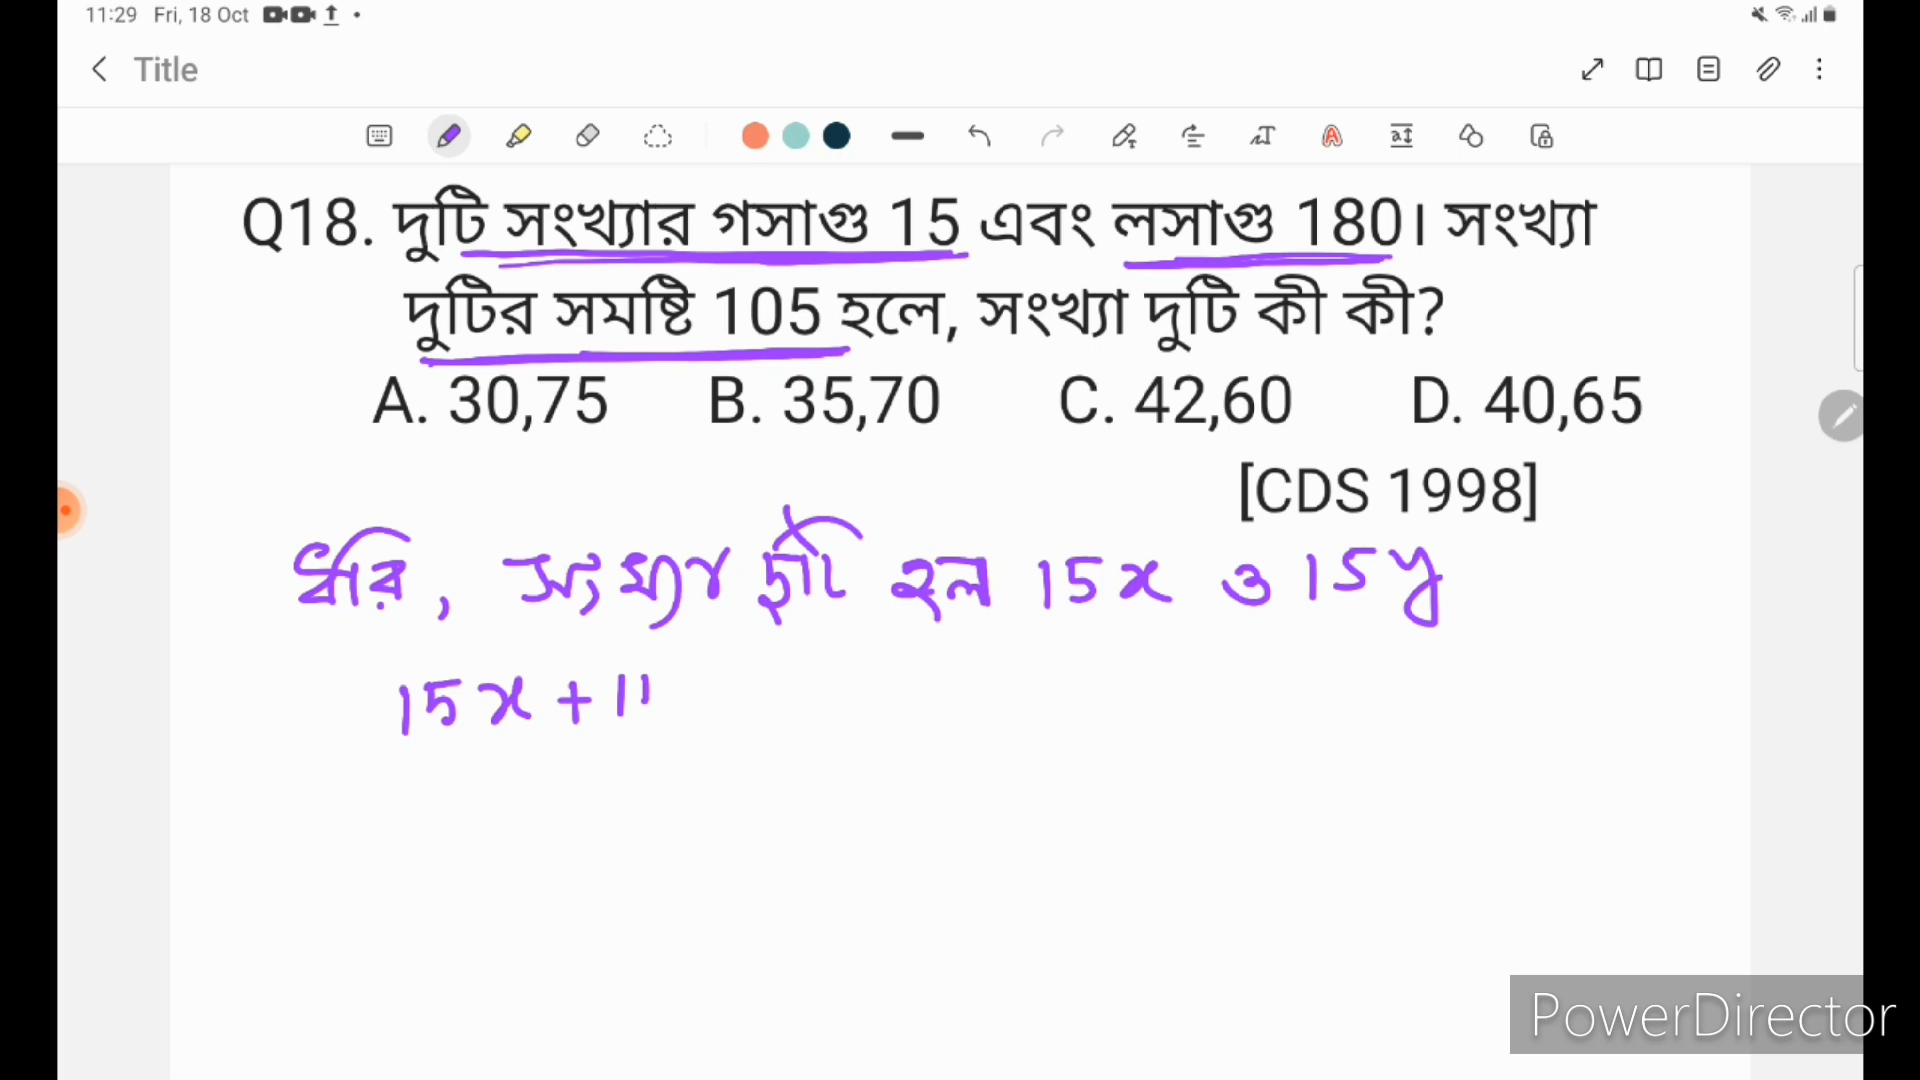 11:29 Fri, 18 Oct
Title
Q18. দুটি সংখ্যার গসাগু 15 এবং লসাগু 180। সংখ্যা
দুটির সমষ্টি 105 হলে, সংখ্যা দুটি কী কী?
A. 30,75 B. 35,70 C. 42,60 D. 40,65
[CDS 1998]
ধরি, সংখ্যা দুটি হল 15x ও 15y
15x + 1
PowerDirector